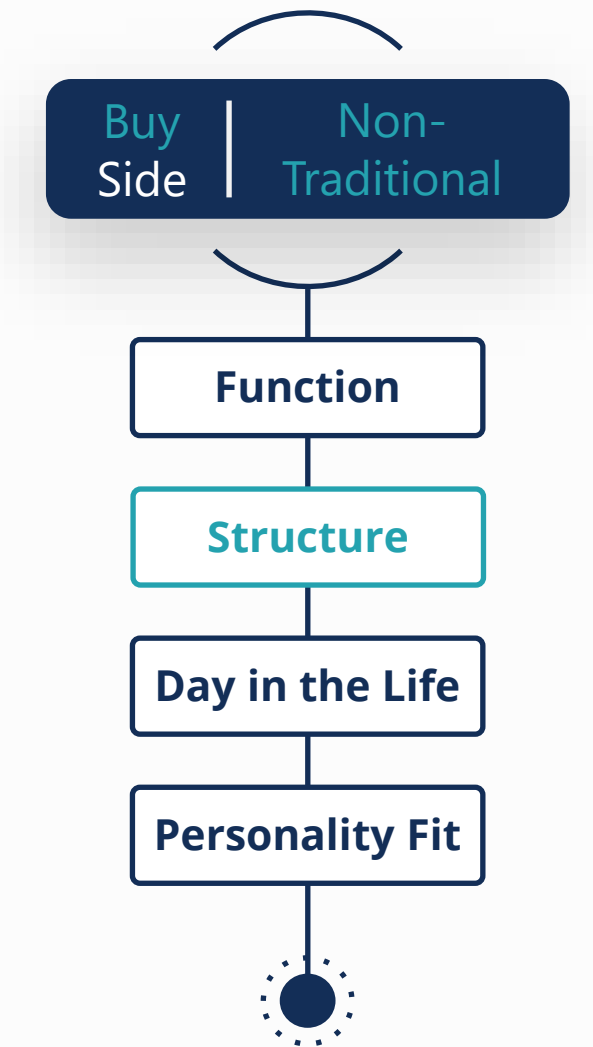 Buy
Side
Non-
Traditional
Function
Structure
Day in the Life
Personality Fit